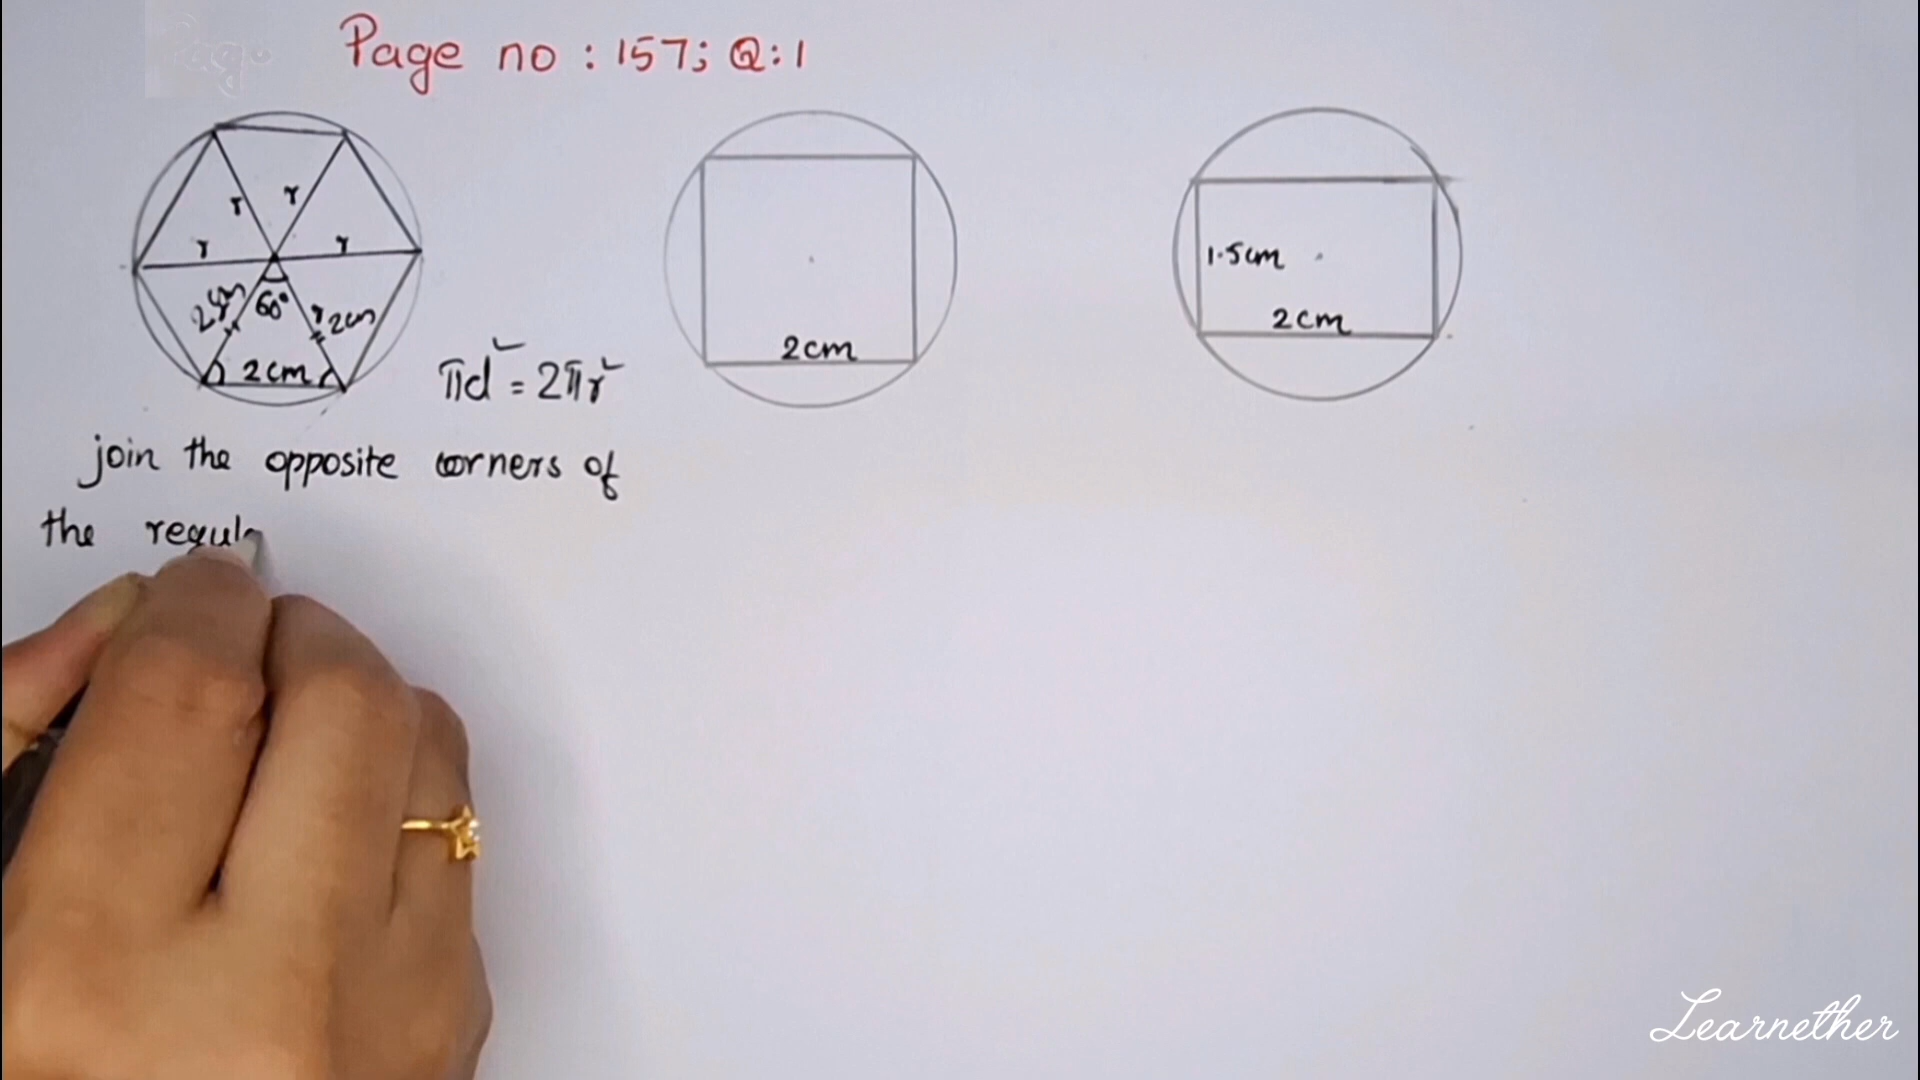 Page no : 157; Q:1
r r
r r
2cm 60° r 2cm
2cm
πd² = 2πr²
2cm
1.5cm
2cm
join the opposite corners of
the regula
Learnether